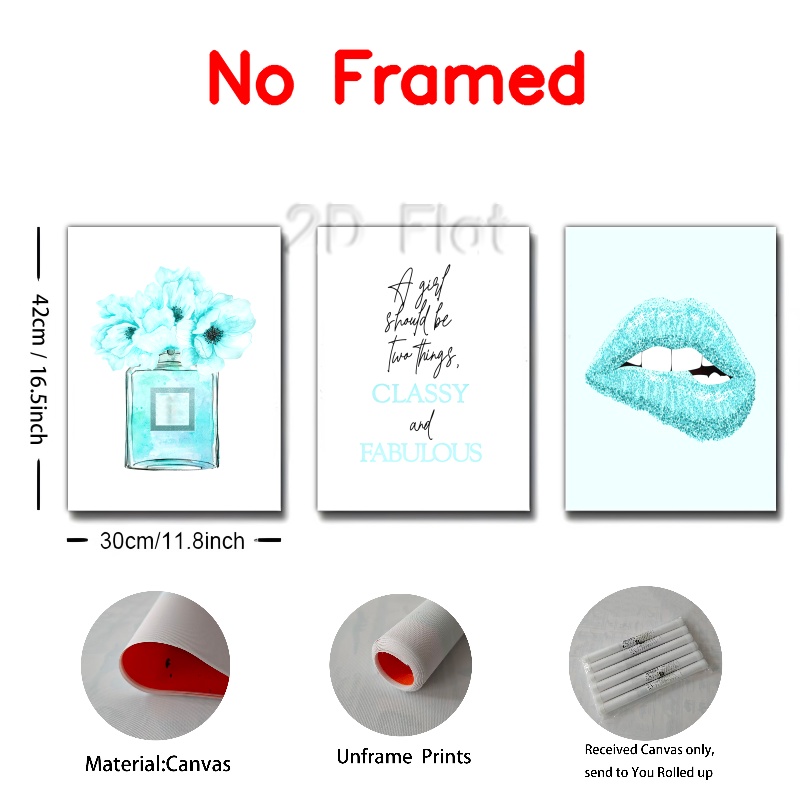 No Framed
2D Flat
42cm / 16.5inch
A girl
should be
two things,
CLASSY
and
FABULOUS
30cm/11.8inch
Material:Canvas
Unframe Prints
Received Canvas only,
send to You Rolled up